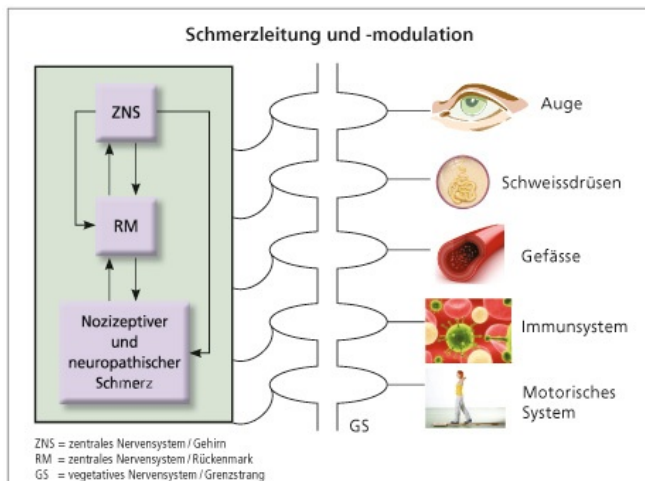 Schmerzleitung und -modulation
ZNS
RM
Nozizeptiver
und
neuropathischer
Schmerz
Auge
Schweissdrüsen
Gefässe
Immunsystem
Motorisches
System
GS
ZNS = zentrales Nervensystem / Gehirn
RM = zentrales Nervensystem / Rückenmark
GS = vegetatives Nervensystem / Grenzstrang